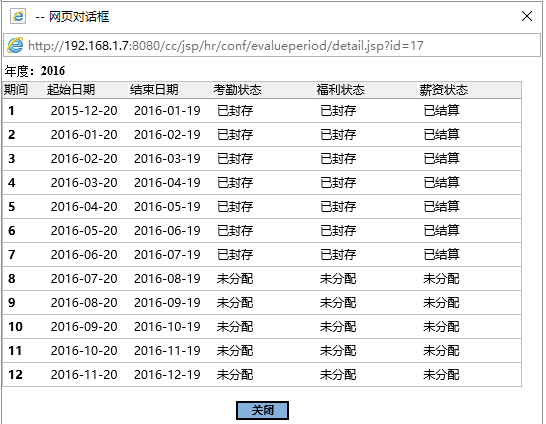 -- 网页对话框
http://192.168.1.7:8080/cc/jsp/hr/conf/evalueperiod/detail.jsp?id=17
年度：2016
期间 起始日期 结束日期 考勤状态 福利状态 薪资状态
1 2015-12-20 2016-01-19 已封存 已封存 已结算
2 2016-01-20 2016-02-19 已封存 已封存 已结算
3 2016-02-20 2016-03-19 已封存 已封存 已结算
4 2016-03-20 2016-04-19 已封存 已封存 已结算
5 2016-04-20 2016-05-19 已封存 已封存 已结算
6 2016-05-20 2016-06-19 已封存 已封存 已结算
7 2016-06-20 2016-07-19 已封存 已封存 已结算
8 2016-07-20 2016-08-19 未分配 未分配 未分配
9 2016-08-20 2016-09-19 未分配 未分配 未分配
10 2016-09-20 2016-10-19 未分配 未分配 未分配
11 2016-10-20 2016-11-19 未分配 未分配 未分配
12 2016-11-20 2016-12-19 未分配 未分配 未分配
关闭